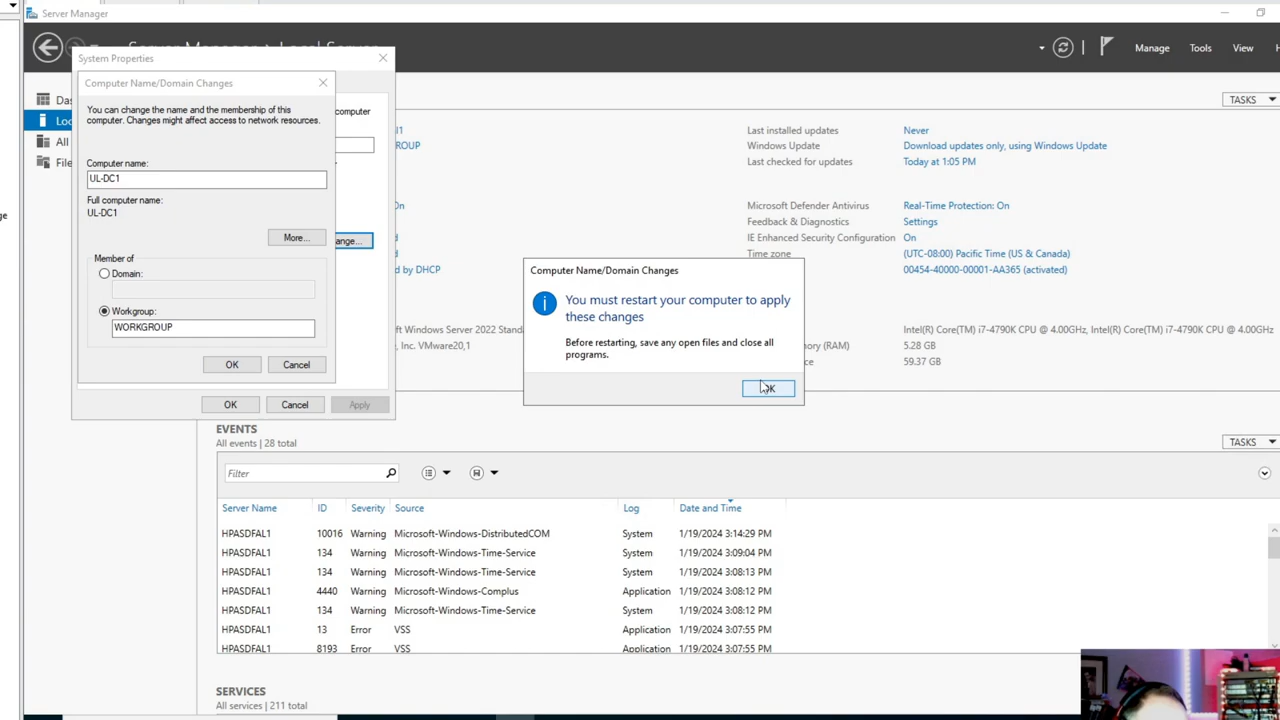 Server Manager
Manage
Tools
View
System Properties
Computer Name/Domain Changes
You can change the name and the membership of this
computer. Changes might affect access to network resources.
Computer name:
UL-DC1
Full computer name:
UL-DC1
More...
Member of
Domain:
Workgroup:
WORKGROUP
OK
Cancel
computer
OK
Cancel
Apply
TASKS
Last installed updates
Never
Windows Update
Download updates only, using Windows Update
Last checked for updates
Today at 1:05 PM
Microsoft Defender Antivirus
Real-Time Protection: On
Feedback & Diagnostics
Settings
IE Enhanced Security Configuration
On
Time zone
(UTC-08:00) Pacific Time (US & Canada)
d by DHCP
00454-40000-00001-AA365 (activated)
Computer Name/Domain Changes
You must restart your computer to apply
these changes
Before restarting, save any open files and close all
programs.
Windows Server 2022
Intel(R) Core(TM) i7-4790K CPU @ 4.00GHz, Intel(R) Core(TM) i7-4790K CPU @ 4.00GHz
Inc. VMware20,1
(RAM)
5.28 GB
59.37 GB
EVENTS
All events | 28 total
TASKS
Filter
Server Name ID Severity Source Log Date and Time
HPASDFAL1 10016 Warning Microsoft-Windows-DistributedCOM System 1/19/2024 3:14:29 PM
HPASDFAL1 134 Warning Microsoft-Windows-Time-Service System 1/19/2024 3:09:04 PM
HPASDFAL1 134 Warning Microsoft-Windows-Time-Service System 1/19/2024 3:08:13 PM
HPASDFAL1 4440 Warning Microsoft-Windows-Complus Application 1/19/2024 3:08:12 PM
HPASDFAL1 134 Warning Microsoft-Windows-Time-Service System 1/19/2024 3:08:12 PM
HPASDFAL1 13 Error VSS Application 1/19/2024 3:07:55 PM
HPASDFAL1 8193 Error VSS Application 1/19/2024 3:07:55 PM
SERVICES
All services | 211 total